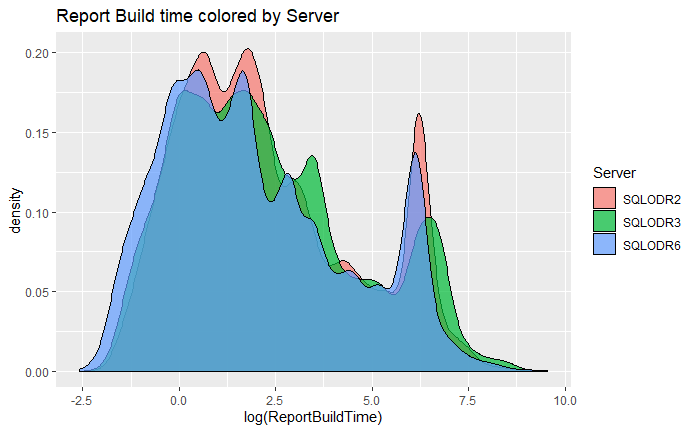 Report Build time colored by Server
0.20
0.15
0.10
0.05
0.00
density
-2.5
0.0
2.5
5.0
7.5
10.0
log(ReportBuildTime)
Server
SQLODR2
SQLODR3
SQLODR6